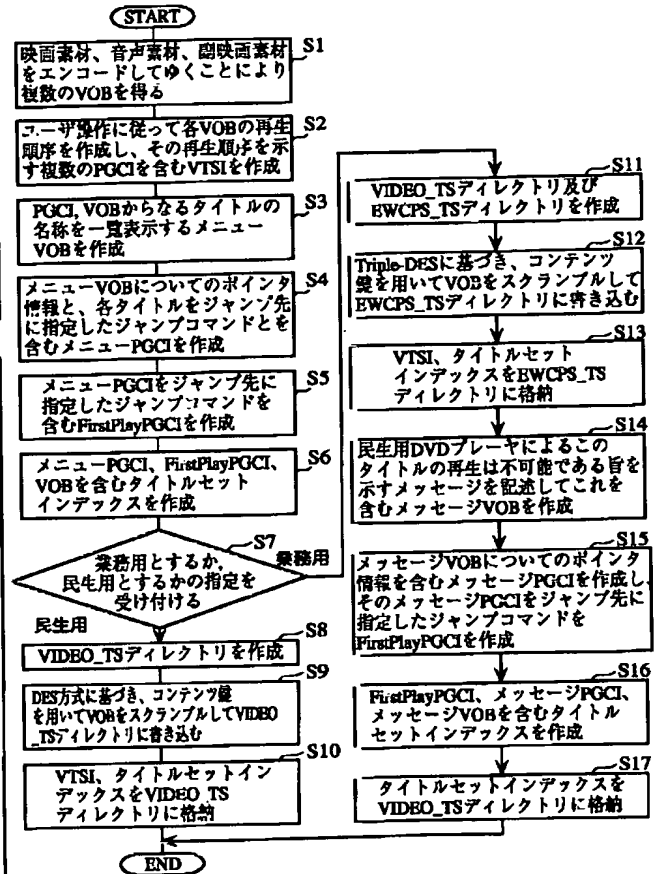 START
S1
映画素材、音声素材、副映画素材
をエンコードしてゆくことにより
複数のVOBを得る
S2
ユーザ操作に従って各VOBの再生
順序を作成し、その再生順序を示
す複数のPGCIを含むVTSIを作成
S3
PGCI, VOBからなるタイトルの
名称を一覧表示するメニュー
VOBを作成
S4
メニューVOBについてのポインタ
情報と、各タイトルをジャンプ先
に指定したジャンプコマンドとを
含むメニューPGCIを作成
S5
メニューPGCIをジャンプ先に
指定したジャンプコマンドを
含むFirstPlayPGCIを作成
S6
メニューPGCI、FirstPlayPGCI、
VOBを含むタイトルセット
インデックスを作成
S7
業務用とするか,
民生用とするかの指定を
受け付ける
業務用
民生用
S8
VIDEO_TSディレクトリを作成
S9
DES方式に基づき、コンテンツ鍵
を用いてVOBをスクランブルしてVIDEO
_TSディレクトリに書き込む
S10
VTSI、タイトルセットイン
デックスをVIDEO_TS
ディレクトリに格納
S11
VIDEO_TSディレクトリ及び
EWCPS_TSディレクトリを作成
S12
Triple-DESに基づき、コンテンツ
鍵を用いてVOBをスクランブルして
EWCPS_TSディレクトリに書き込む
S13
VTSI、タイトルセット
インデックスをEWCPS_TS
ディレクトリに格納
S14
民生用DVDプレーヤによるこの
タイトルの再生は不可能である旨を
示すメッセージを記述してこれを
含むメッセージVOBを作成
S15
メッセージVOBについてのポインタ
情報を含むメッセージPGCIを作成し、
そのメッセージPGCIをジャンプ先に
指定したジャンプコマンドを
FirstPlayPGCIを作成
S16
FirstPlayPGCI、メッセージPGCI、
メッセージVOBを含むタイトル
セットインデックスを作成
S17
タイトルセットインデックスを
VIDEO_TSディレクトリに格納
END